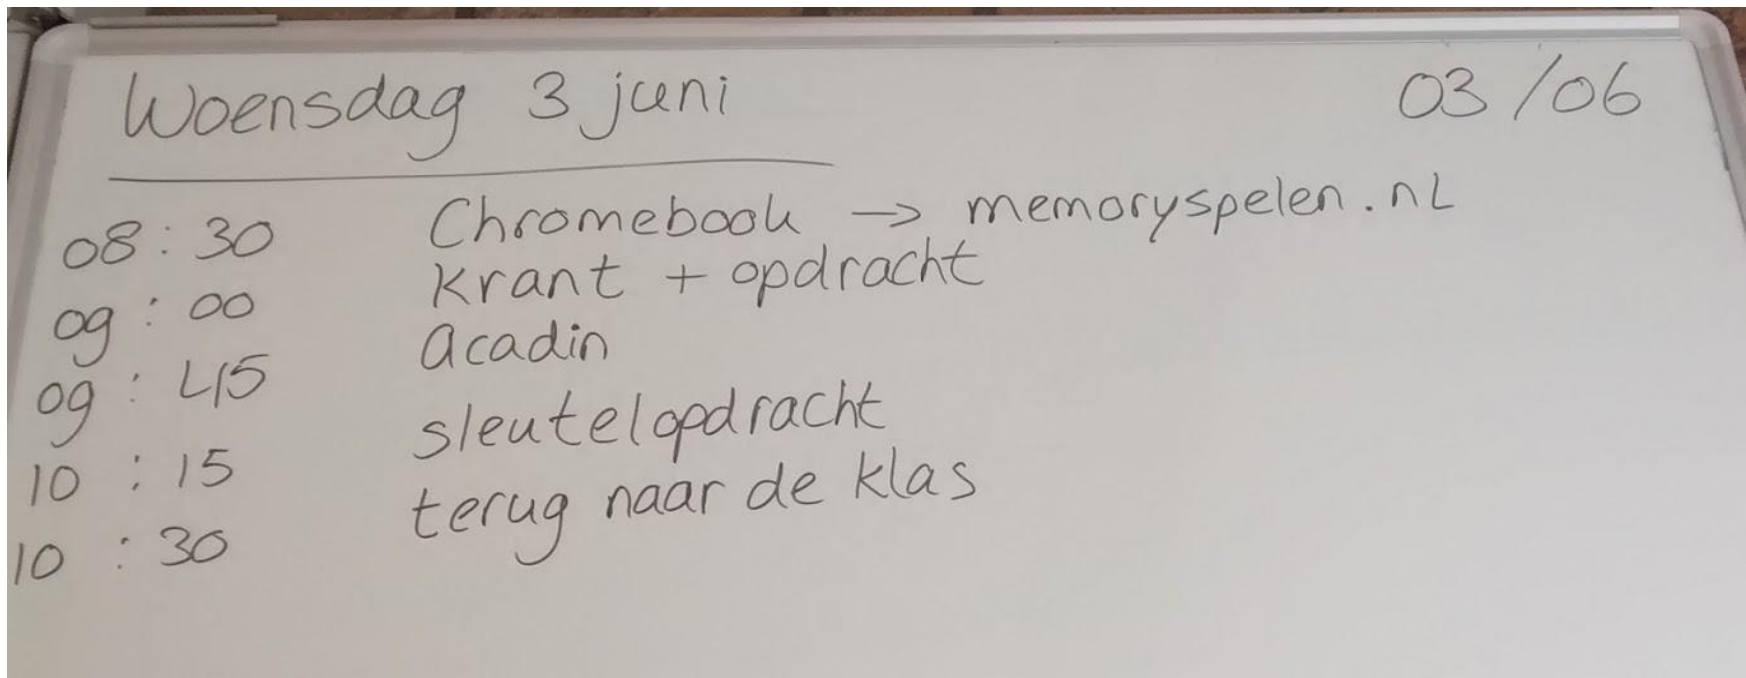 Woensdag 3 juni 03/06
08:30 Chromebook → memoryspelen.nl
09:00 Krant + opdracht
09:45 Acadin
10:15 sleutelopdracht
10:30 terug naar de klas